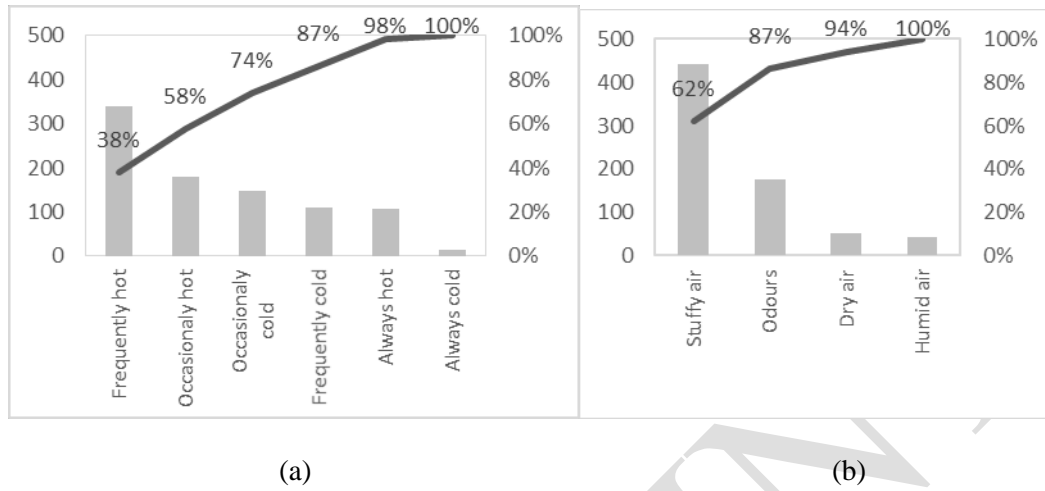 38% 58% 74% 87% 98% 100%
500 400 300 200 100 0
100% 80% 60% 40% 20% 0%
Frequently hot
Occasionaly hot
Occasionaly
cold
Frequently cold
Always hot
Always cold
(a)
62% 87% 94% 100%
500 400 300 200 100 0
100% 80% 60% 40% 20% 0%
Stuffy air
Odours
Dry air
Humid air
(b)